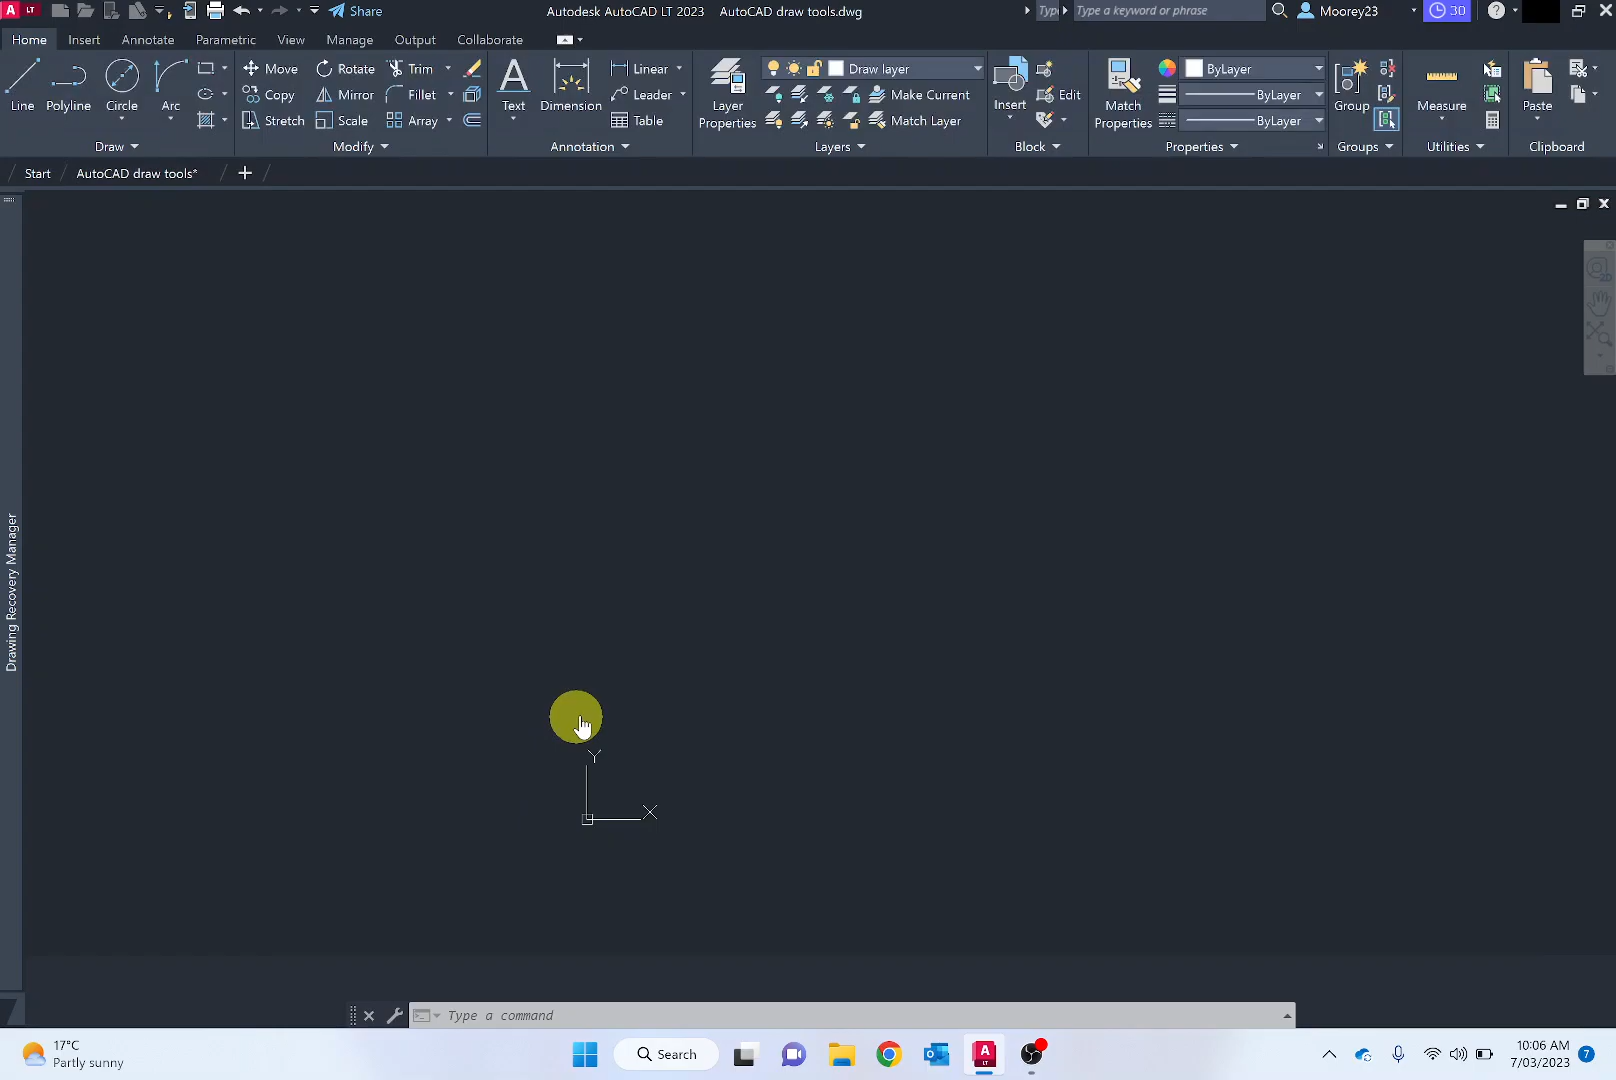 A LT Share Autodesk AutoCAD LT 2023 AutoCAD draw tools.dwg Type a keyword or phrase Moorey23 30
Home Insert Annotate Parametric View Manage Output Collaborate
Move Rotate Trim Linear Draw layer ByLayer
Copy Mirror Fillet Leader Make Current Edit ByLayer
Line Polyline Circle Arc Text Dimension Layer Properties Insert Match Properties Group Measure Paste
Stretch Scale Array Table Match Layer ByLayer
Draw Modify Annotation Layers Block Properties Groups Utilities Clipboard
Start AutoCAD draw tools*
2D
Drawing Recovery Manager
Y
X
Type a command
17°C
Partly sunny
Search
A
LT
10:06 AM
7/03/2023
7